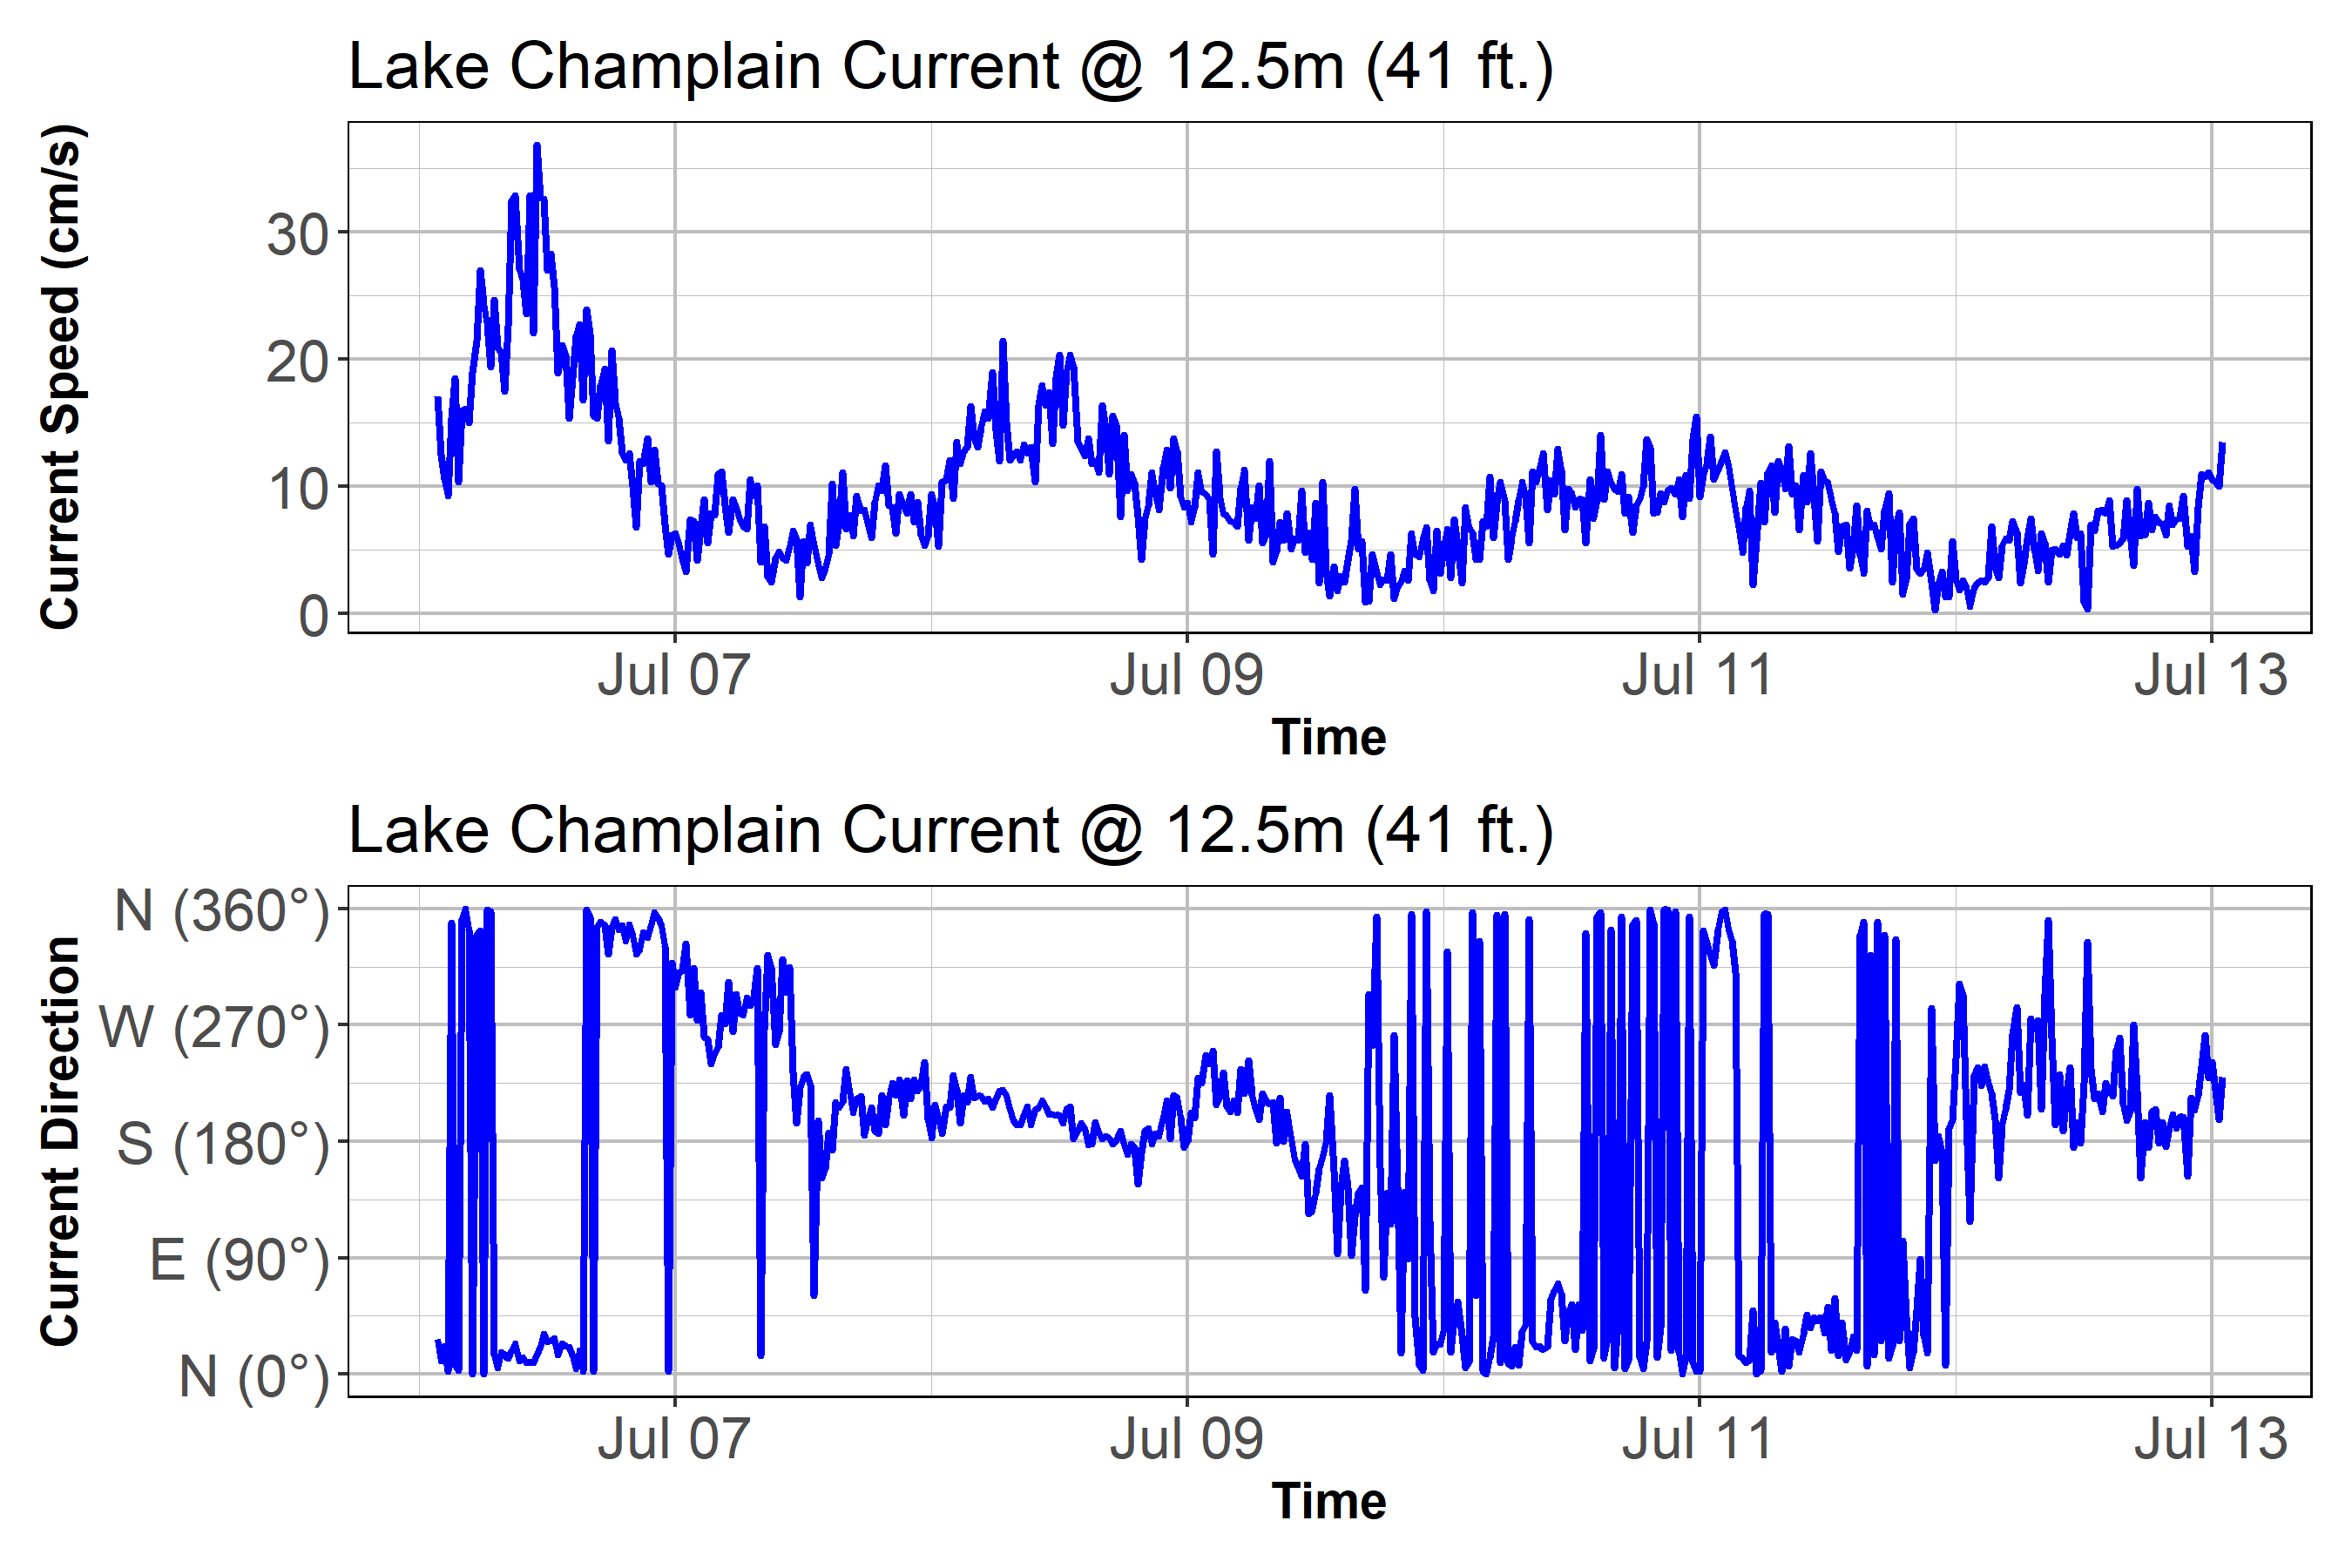 Lake Champlain Current @ 12.5m (41 ft.)
Current Speed (cm/s)
30
20
10
0
Jul 07 Jul 09 Jul 11 Jul 13
Time
Lake Champlain Current @ 12.5m (41 ft.)
Current Direction
N (360°)
W (270°)
S (180°)
E (90°)
N (0°)
Jul 07 Jul 09 Jul 11 Jul 13
Time